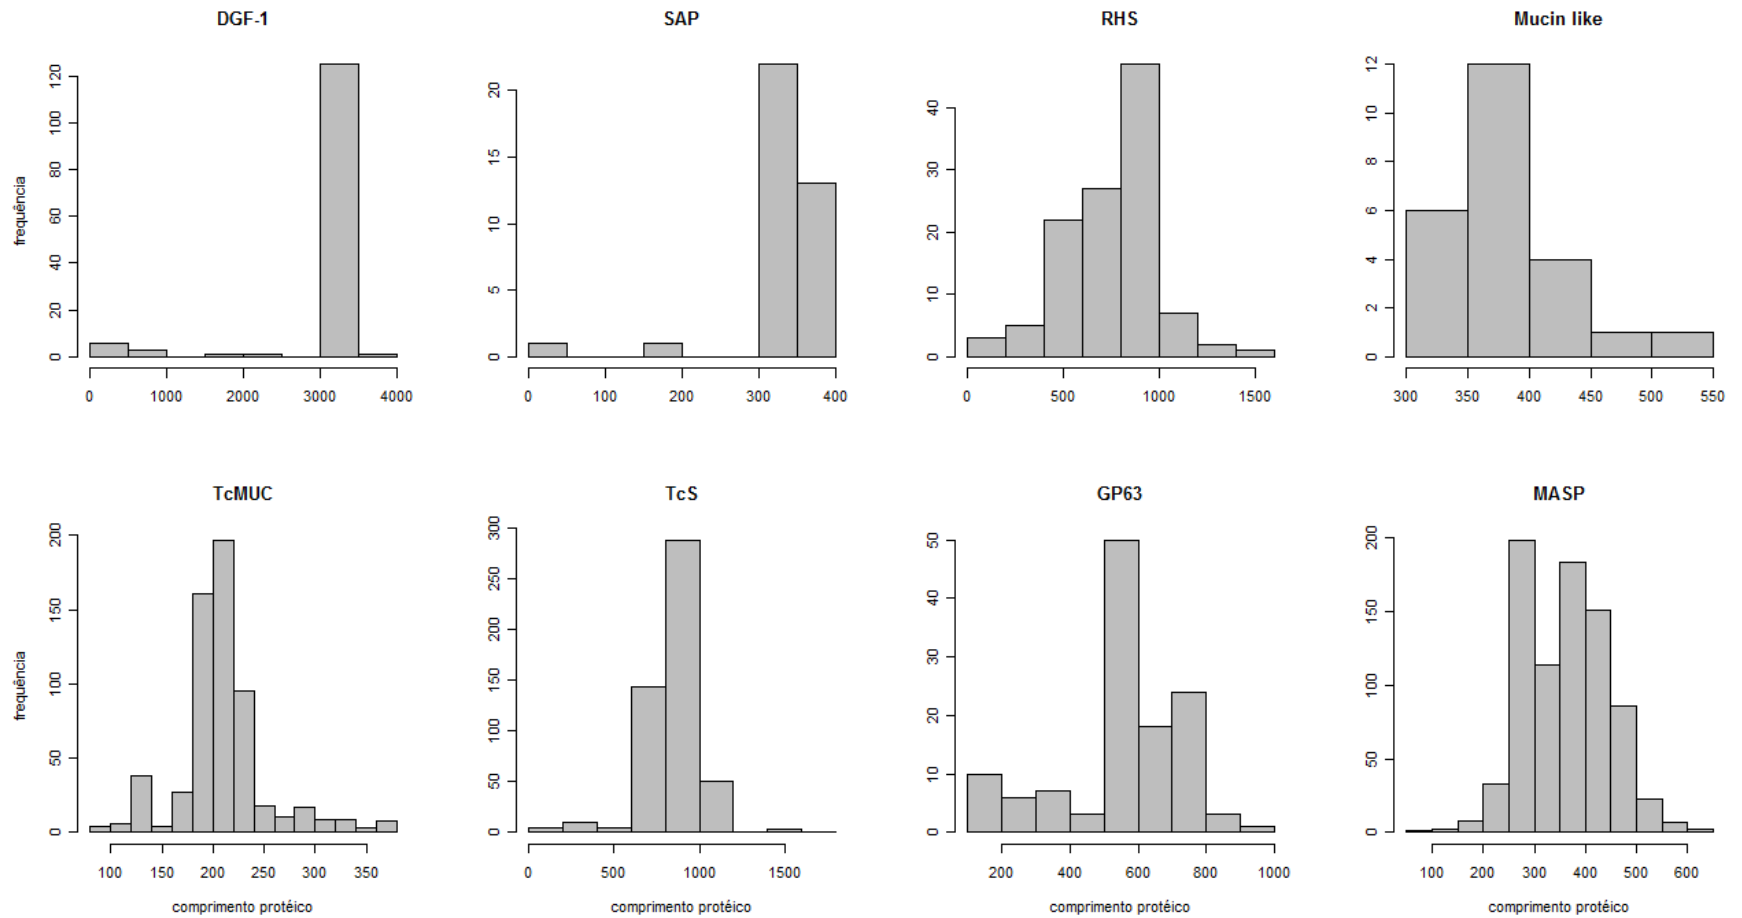 DGF-1
SAP
RHS
Mucin like
frequência
0 20 40 60 80 100 120
0 1000 2000 3000 4000
0 5 10 15 20
0 100 200 300 400
0 10 20 30 40
0 500 1000 1500
0 2 4 6 8 10 12
300 350 400 450 500 550
TcMUC
TcS
GP63
MASP
frequência
0 50 100 150 200
100 150 200 250 300 350
comprimento protéico
0 50 100 150 200 250 300
0 500 1000 1500
comprimento protéico
0 10 20 30 40 50
200 400 600 800 1000
comprimento protéico
0 50 100 150 200
100 200 300 400 500 600
comprimento protéico